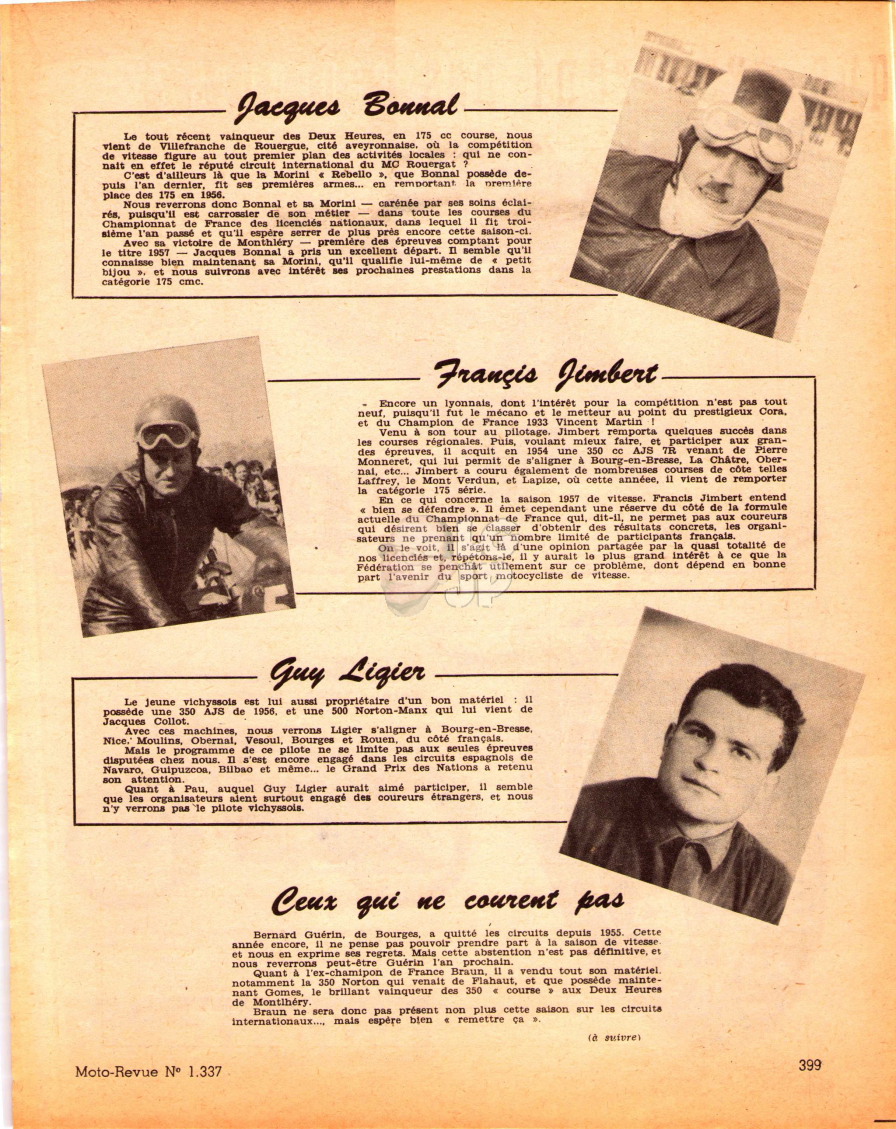 Jacques Bonnal
Le tout récent vainqueur des Deux Heures, en 175 cc course, nous
vient de Villefranche de Rouergue, cité aveyronnaise, où la compétition
de vitesse figure au tout premier plan des activités locales : qui ne con-
naît en effet le réputé circuit international du MC Rouergat ?
C'est d'ailleurs là que la Morini « Rebello », que Bonnal possède de-
puis l'an dernier, fit ses premières armes... en remportant la première
place des 175 en 1956.
Nous reverrons donc Bonnal et sa Morini — carénée par ses soins éclai-
rés, puisqu'il est carrossier de son métier — dans toute les courses du
Championnat de France des licenciés nationaux, dans lequel il fit troi-
sième l'an passé et qu'il espère serrer de plus près encore cette saison-ci.
Avec sa victoire de Monthléry — première des épreuves comptant pour
le titre 1957 — Jacques Bonnal a pris un excellent départ. Il semble qu'il
connaisse bien maintenant sa Morini, qu'il qualifie lui-même de « petit
bijou », et nous suivrons avec intérêt ses prochaines prestations dans la
catégorie 175 cmc.
Françis Jimbert
- Encore un lyonnais, dont l'intérêt pour la compétition n'est pas tout
neuf, puisqu'il fut le mécano et le metteur au point du prestigieux Cora,
et du Champion de France 1933 Vincent Martin !
Venu à son tour au pilotage, Jimbert remporta quelques succès dans
les courses régionales. Puis, voulant mieux faire, et participer aux gran-
des épreuves, il acquit en 1954 une 350 cc AJS 7R venant de Pierre
Monneret, qui lui permit de s'aligner à Bourg-en-Bresse, La Châtre, Ober-
nai, etc... Jimbert a couru également de nombreuses courses de côte telles
Laffrey, le Mont Verdun, et Lapize, où cette annéee, il vient de remporter
la catégorie 175 série.
En ce qui concerne la saison 1957 de vitesse, Francis Jimbert entend
« bien se défendre ». Il émet cependant une réserve du côté de la formule
actuelle du Championnat de France qui, dit-il, ne permet pas aux coureurs
qui désirent bien se classer d'obtenir des résultats concrets, les organi-
sateurs ne prenant qu'un nombre limité de participants français.
On le voit, il s'agit là d'une opinion partagée par la quasi totalité de
nos licenciés et, répétons-le, il y aurait le plus grand intérêt à ce que la
Fédération se penchât utilement sur ce problème, dont dépend en bonne
part l'avenir du sport motocycliste de vitesse.
JP
5
Guy Ligier
Le jeune vichyssois est lui aussi propriétaire d'un bon matériel : il
possède une 350 AJS de 1956, et une 500 Norton-Manx qui lui vient de
Jacques Collot.
Avec ces machines, nous verrons Ligier s'aligner à Bourg-en-Bresse,
Nice, Moulins, Obernai, Vesoul, Bourges et Rouen, du côté français.
Mais le programme de ce pilote ne se limite pas aux seules épreuves
disputées chez nous. Il s'est encore engagé dans les circuits espagnols de
Navaro, Guipuzcoa, Bilbao et même... le Grand Prix des Nations a retenu
son attention.
Quant à Pau, auquel Guy Ligier aurait aimé participer, il semble
que les organisateurs aient surtout engagé des coureurs étrangers, et nous
n'y verrons pas le pilote vichyssois.
Ceux qui ne courent pas
Bernard Guérin, de Bourges, a quitté les circuits depuis 1955. Cette
année encore, il ne pense pas pouvoir prendre part à la saison de vitesse
et nous en exprime ses regrets. Mais cette abstention n'est pas définitive, et
nous reverrons peut-être Guérin l'an prochain.
Quant à l'ex-chamipon de France Braun, il a vendu tout son matériel,
notamment la 350 Norton qui venait de Flahaut, et que possède mainte-
nant Gomes, le brillant vainqueur des 350 « course » aux Deux Heures
de Montlhéry.
Braun ne sera donc pas présent non plus cette saison sur les circuits
internationaux..., mais espère bien « remettre ça ».
(à suivre)
Moto-Revue Nº 1.337
399